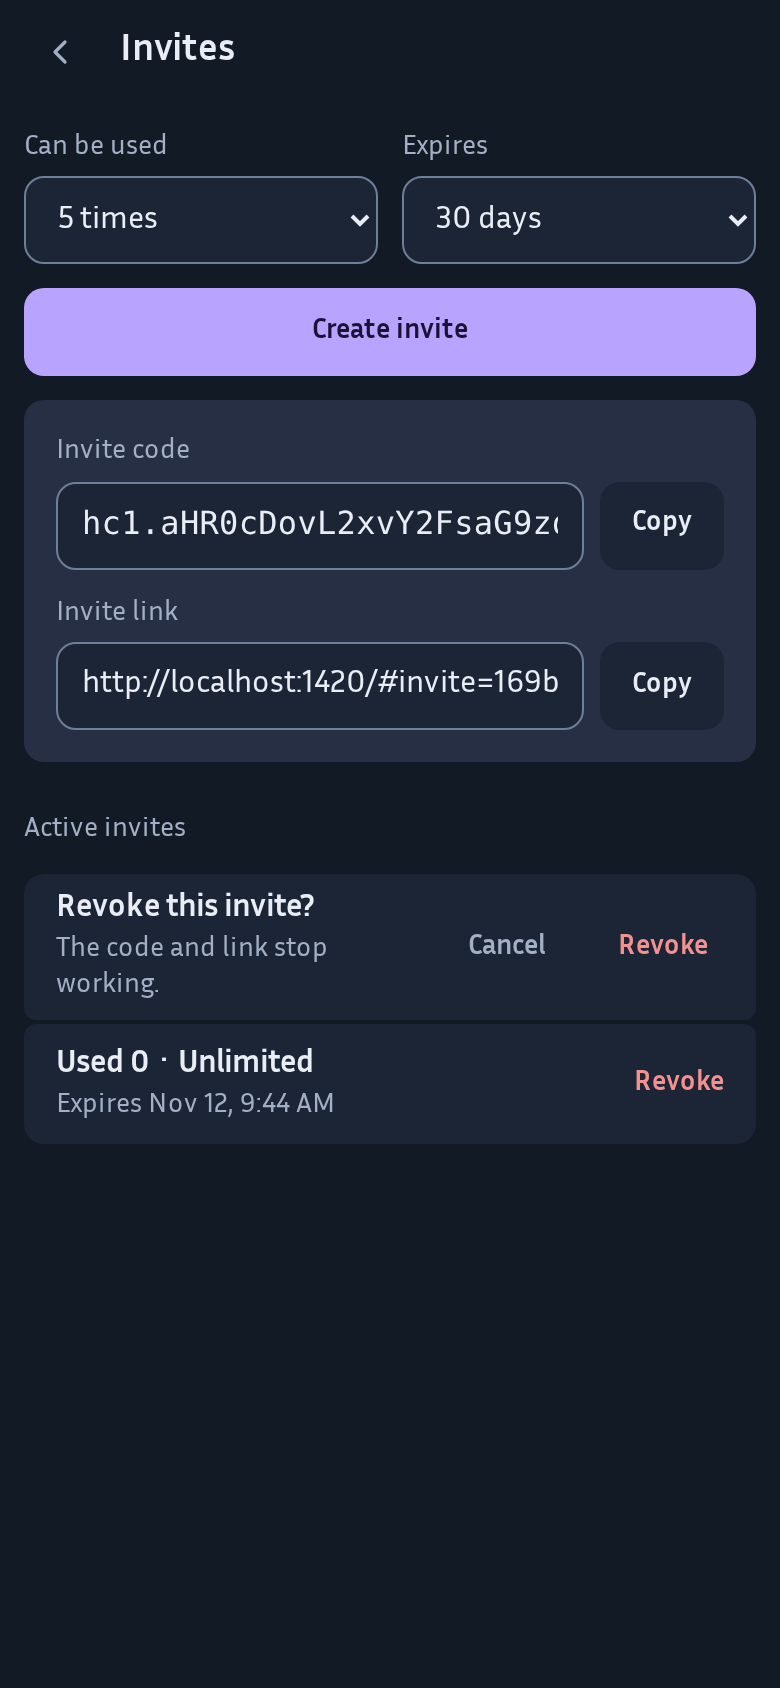 Invites
Can be used
Expires
5 times
30 days
Create invite
Invite code
hc1.aHR0cDovL2xvY2FsaG9z
Copy
Invite link
http://localhost:1420/#invite=169b
Copy
Active invites
Revoke this invite?
The code and link stop
working.
Cancel
Revoke
Used 0 · Unlimited
Expires Nov 12, 9:44 AM
Revoke